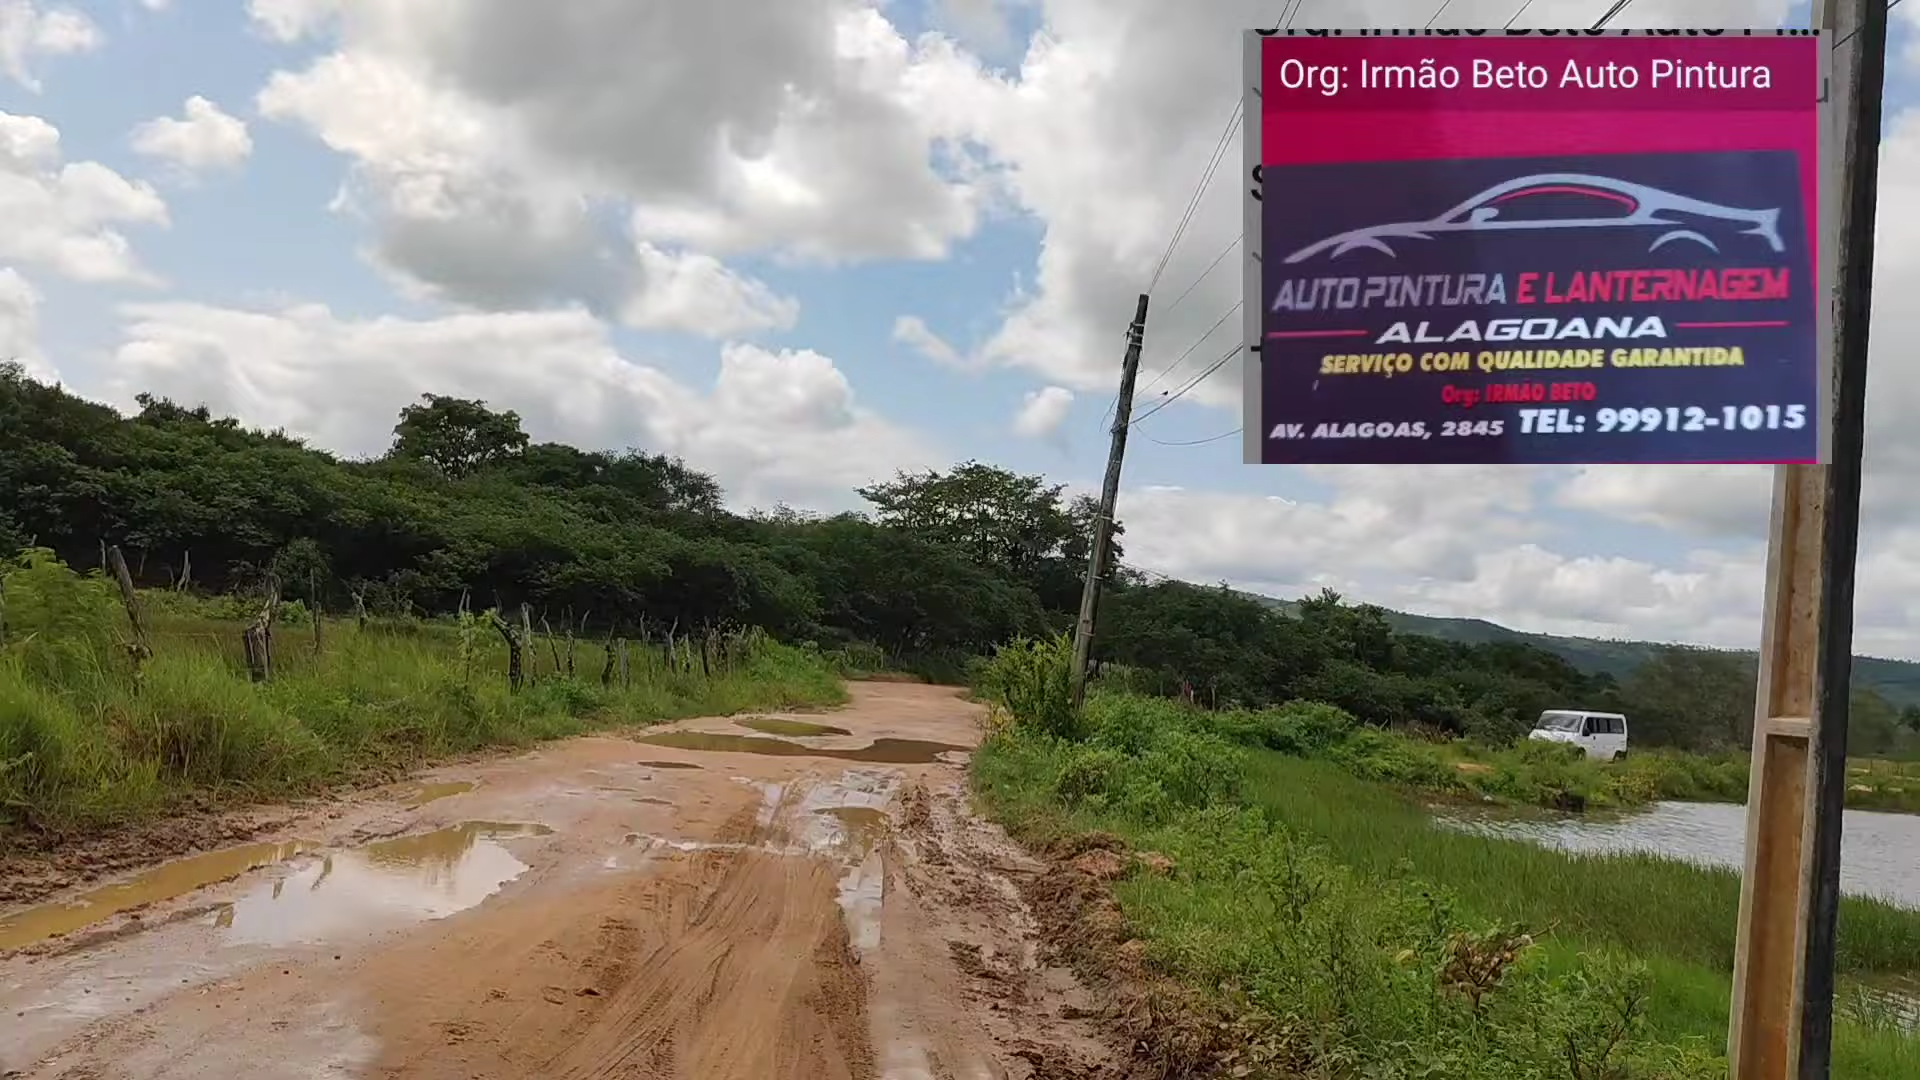 Org: Irmão Beto Auto Pintura
AUTO PINTURA E LANTERNAGEM
ALAGOANA
SERVIÇO COM QUALIDADE GARANTIDA
Org: IRMÃO BETO
AV. ALAGOAS, 2845 TEL: 99912-1015